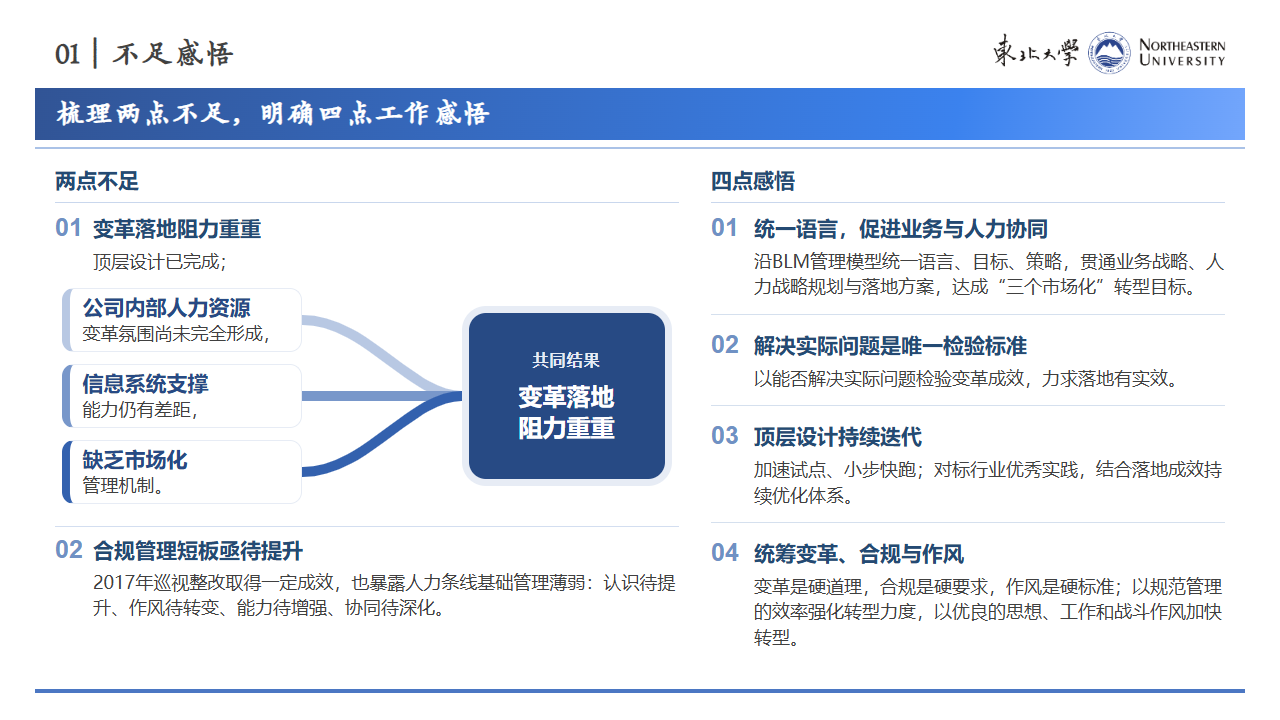 01 | 不足感悟
東北大學
NORTHEASTERN
UNIVERSITY
梳理两点不足，明确四点工作感悟
两点不足
01 变革落地阻力重重
顶层设计已完成；
公司内部人力资源
变革氛围尚未完全形成，
信息系统支撑
能力仍有差距，
缺乏市场化
管理机制。
共同结果
变革落地
阻力重重
02 合规管理短板亟待提升
2017年巡视整改取得一定成效，也暴露人力条线基础管理薄弱：认识待提
升、作风待转变、能力待增强、协同待深化。
四点感悟
01 统一语言，促进业务与人力协同
沿BLM管理模型统一语言、目标、策略，贯通业务战略、人
力战略规划与落地方案，达成“三个市场化”转型目标。
02 解决实际问题是唯一检验标准
以能否解决实际问题检验变革成效，力求落地有实效。
03 顶层设计持续迭代
加速试点、小步快跑；对标行业优秀实践，结合落地成效持
续优化体系。
04 统筹变革、合规与作风
变革是硬道理，合规是硬要求，作风是硬标准；以规范管理
的效率强化转型力度，以优良的思想、工作和战斗作风加快
转型。